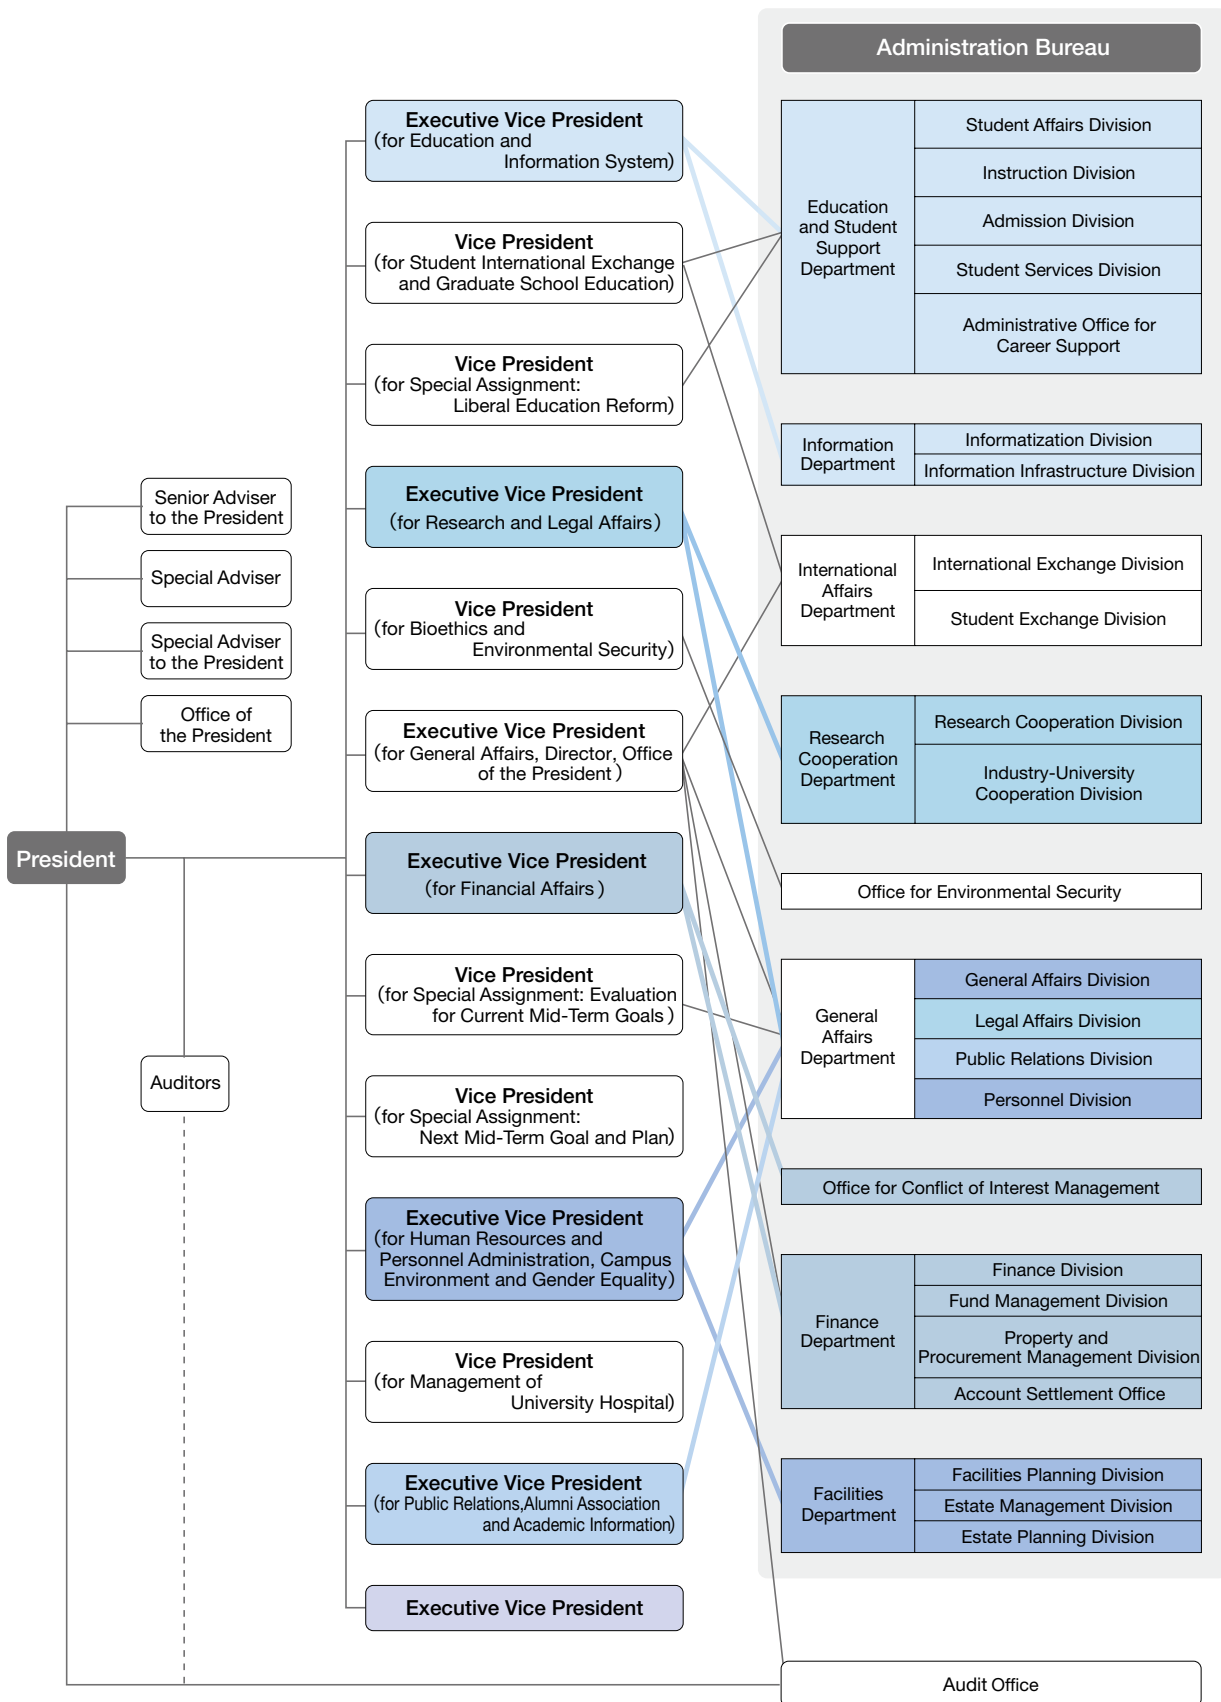 Administration Bureau
Executive Vice President
(for Education and
Information System)
Vice President
(for Student International Exchange
and Graduate School Education)
Vice President
(for Special Assignment:
Liberal Education Reform)
Executive Vice President
(for Research and Legal Affairs)
Vice President
(for Bioethics and
Environmental Security)
Executive Vice President
(for General Affairs, Director, Office
of the President)
Executive Vice President
(for Financial Affairs)
Vice President
(for Special Assignment: Evaluation
for Current Mid-Term Goals)
Vice President
(for Special Assignment:
Next Mid-Term Goal and Plan)
Executive Vice President
(for Human Resources and
Personnel Administration, Campus
Environment and Gender Equality)
Vice President
(for Management of
University Hospital)
Executive Vice President
(for Public Relations,Alumni Association
and Academic Information)
Executive Vice President
Senior Adviser
to the President
Special Adviser
Special Adviser
to the President
Office of
the President
President
Auditors
Education
and Student
Support
Department
Student Affairs Division
Instruction Division
Admission Division
Student Services Division
Administrative Office for
Career Support
Information
Department
Informatization Division
Information Infrastructure Division
International
Affairs
Department
International Exchange Division
Student Exchange Division
Research
Cooperation
Department
Research Cooperation Division
Industry-University
Cooperation Division
Office for Environmental Security
General
Affairs
Department
General Affairs Division
Legal Affairs Division
Public Relations Division
Personnel Division
Office for Conflict of Interest Management
Finance
Department
Finance Division
Fund Management Division
Property and
Procurement Management Division
Account Settlement Office
Facilities
Department
Facilities Planning Division
Estate Management Division
Estate Planning Division
Audit Office